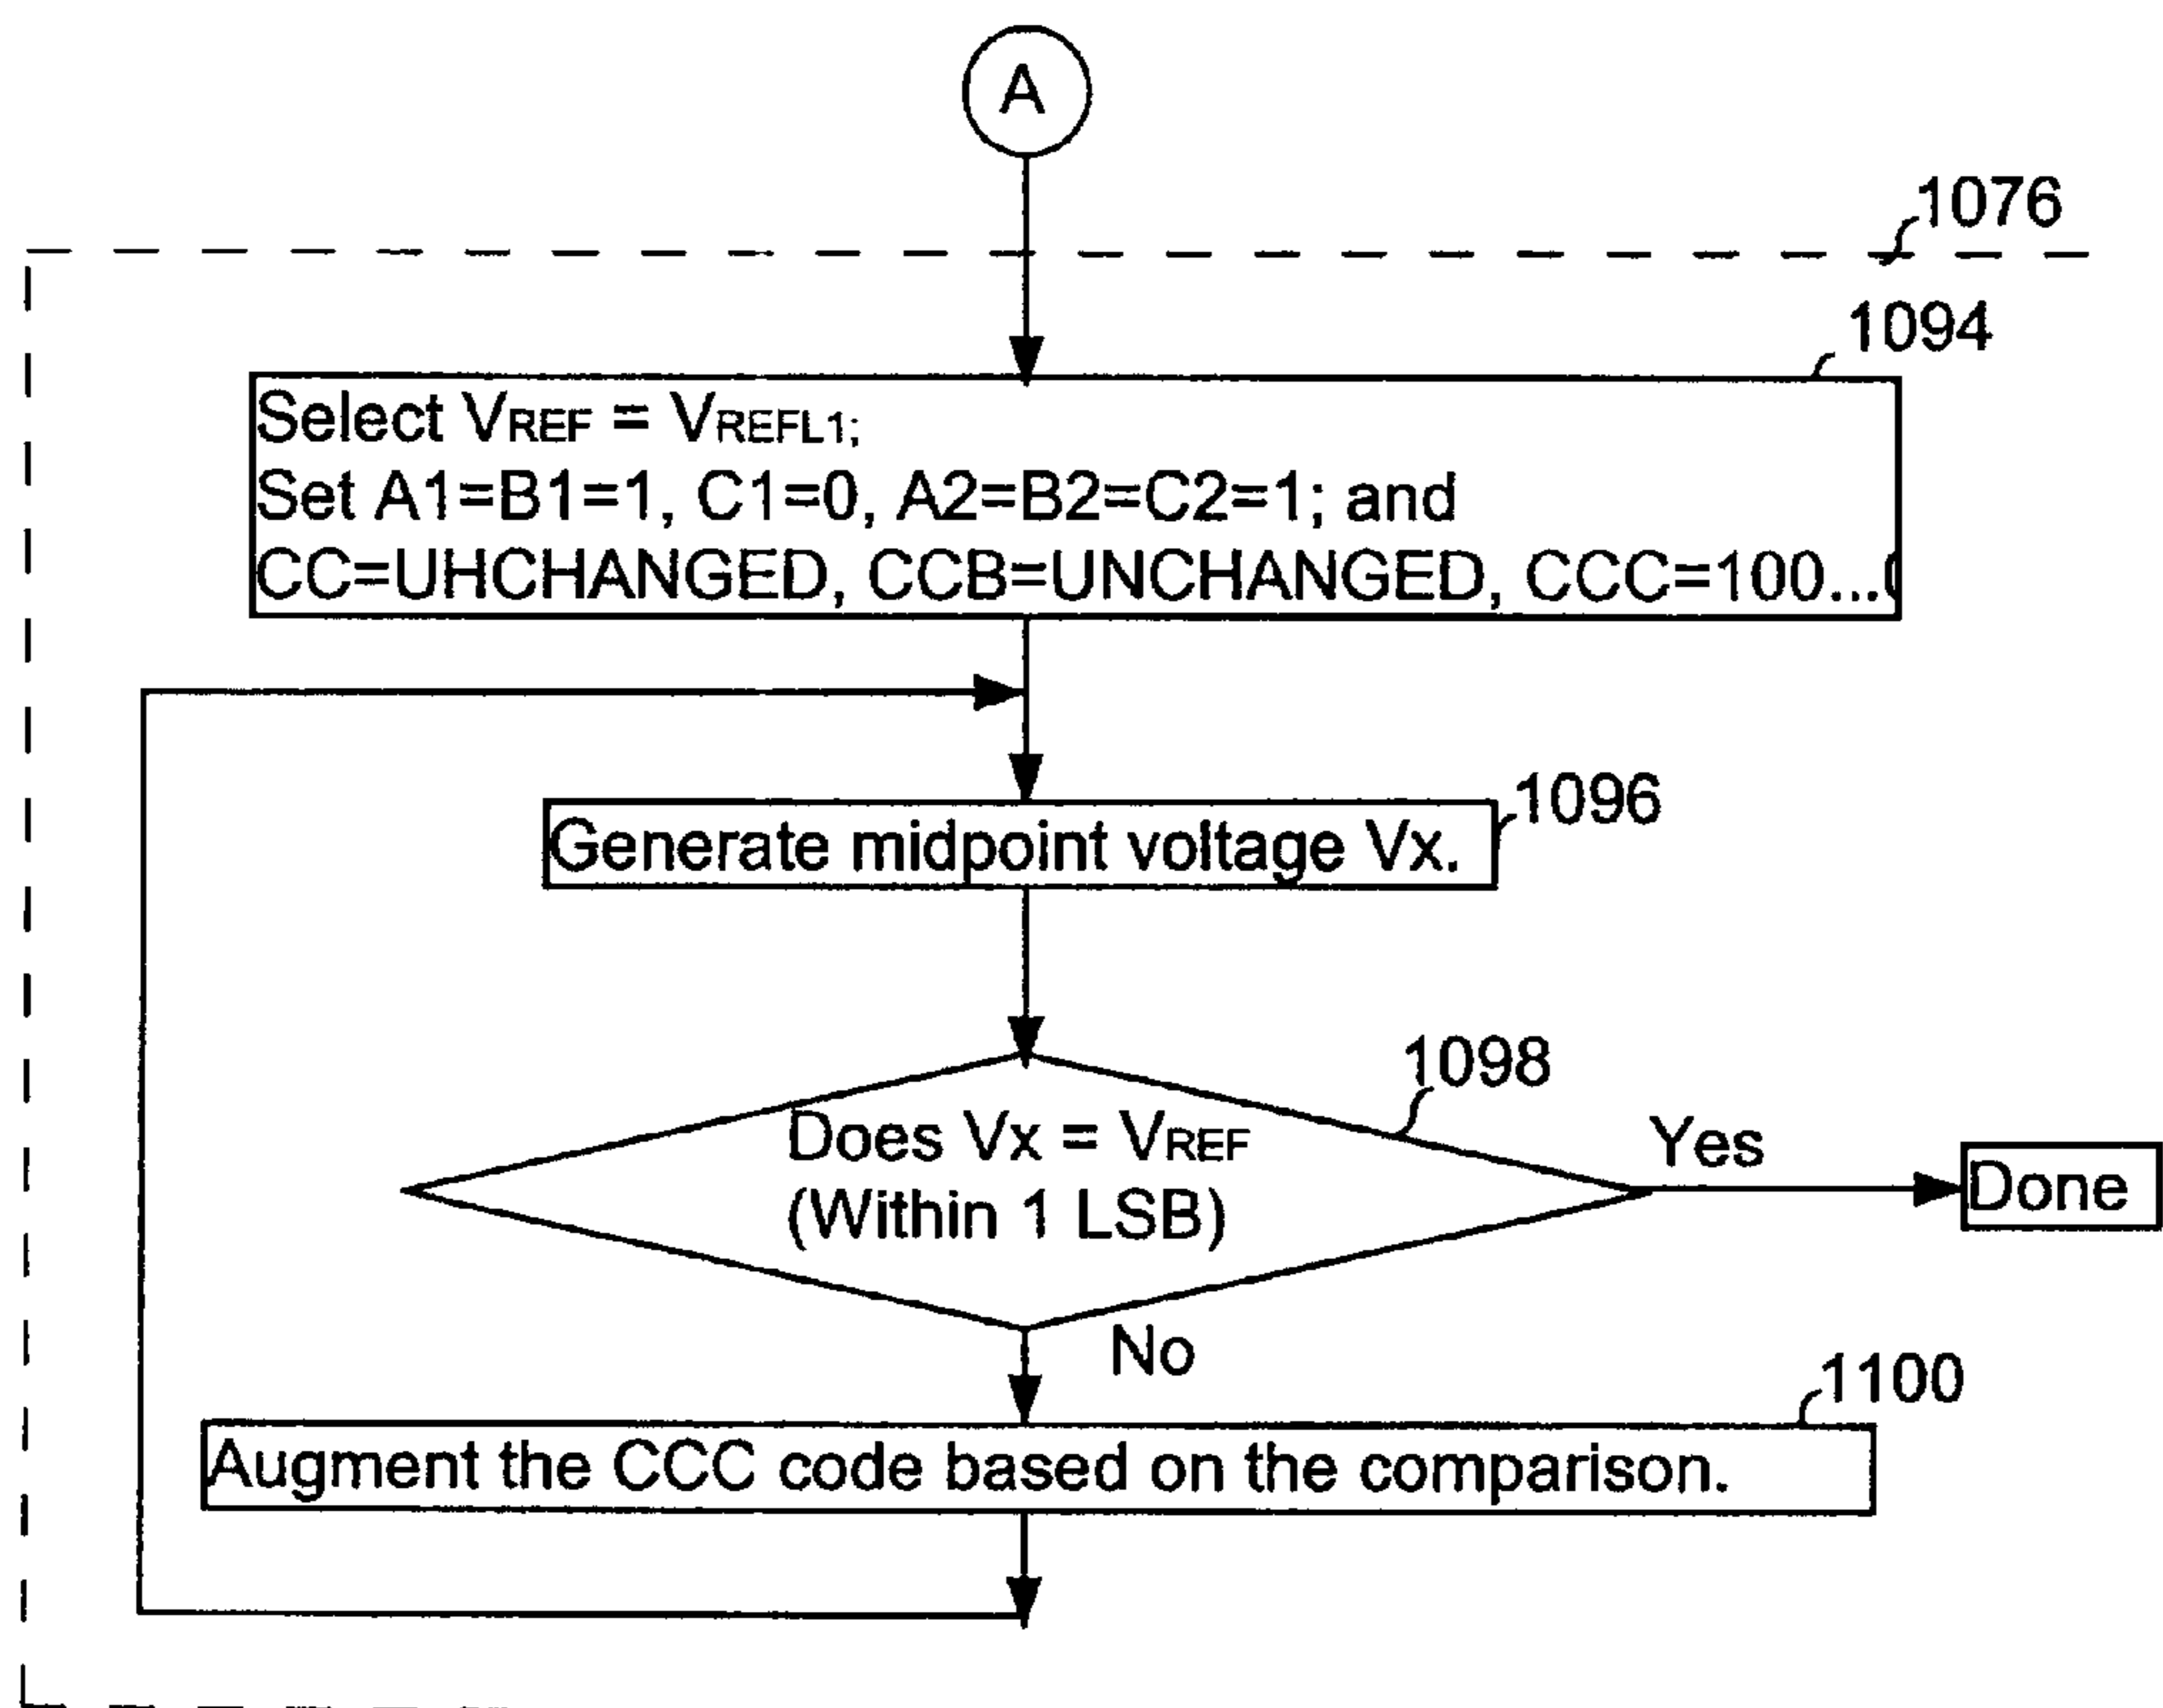 A
1076
1094
Select VREF = VREFL1;
Set A1=B1=1, C1=0, A2=B2=C2=1; and
CC=UHCHANGED, CCB=UNCHANGED, CCC=100...
1096
Generate midpoint voltage Vx.
1098
Does Vx = VREF
(Within 1 LSB)
Yes
Done
No
1100
Augment the CCC code based on the comparison.